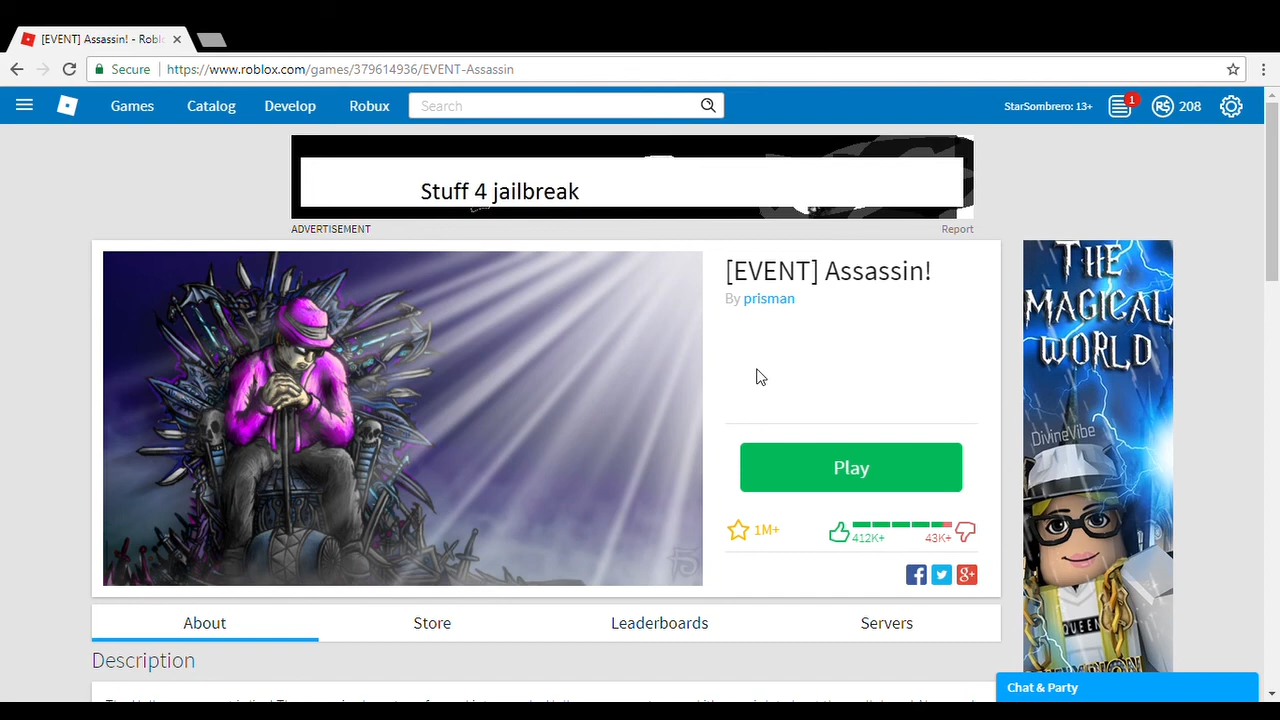 [EVENT] Assassin! - Robl
Secure
https://www.roblox.com/games/379614936/EVENT-Assassin
Games
Catalog
Develop
Robux
Search
StarSombrero: 13+
1
R$ 208
Stuff 4 jailbreak
ADVERTISEMENT
Report
[EVENT] Assassin!
By prisman
Play
1M+
412K+
43K+
THE
MAGICAL
WORLD
DivineVibe
QUEEN
About
Store
Leaderboards
Servers
Description
Chat & Party